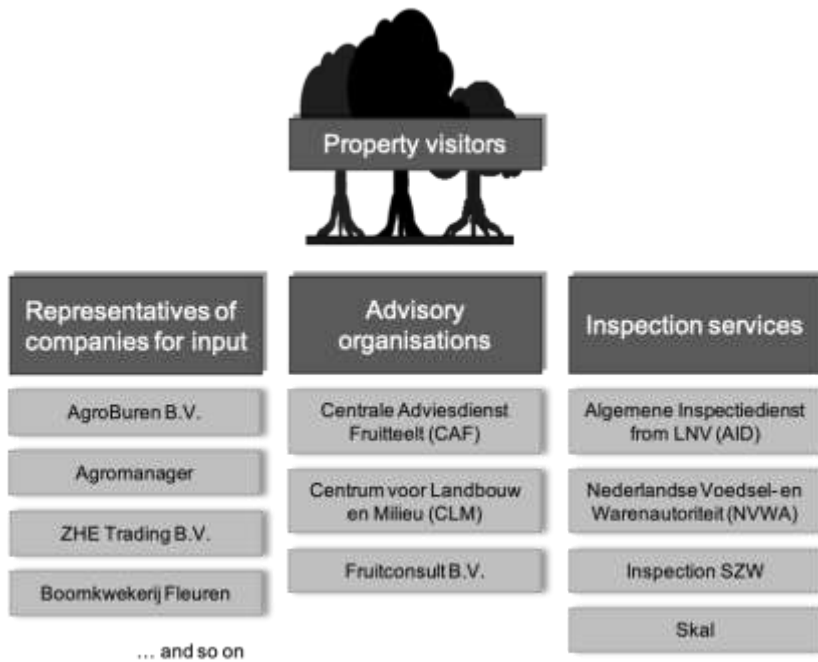 Property visitors
Representatives of
companies for input
AgroBuren B.V.
Agromanager
ZHE Trading B.V.
Boomkwekerij Fleuren
... and so on
Advisory
organisations
Centrale Adviesdienst
Fruitteelt (CAF)
Centrum voor Landbouw
en Milieu (CLM)
Fruitconsult B.V.
Inspection services
Algemene Inspectiedienst
from LNV (AID)
Nederlandse Voedsel- en
Warenautoriteit (NVWA)
Inspection SZW
Skal